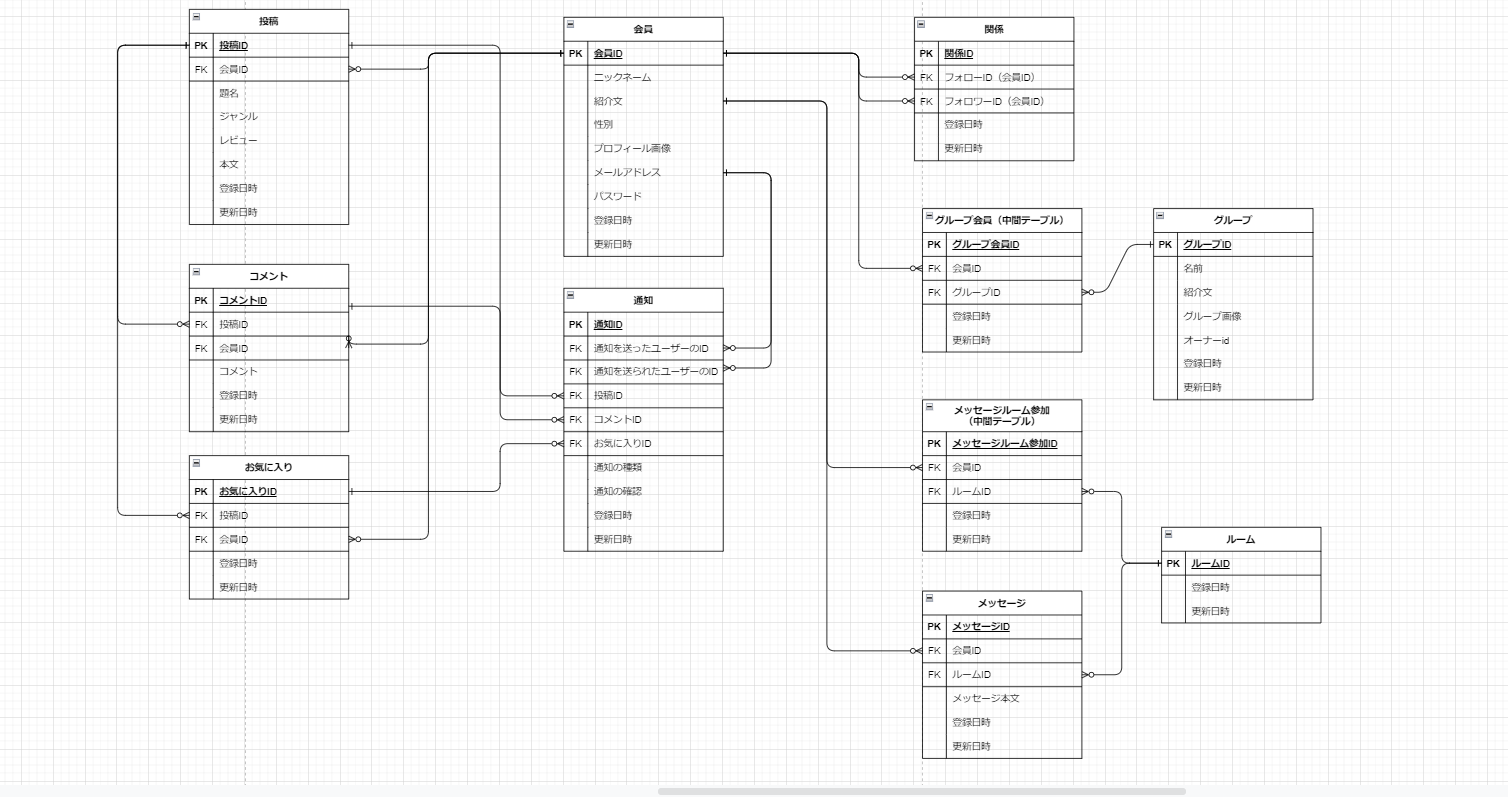 投稿
PK 投稿ID
FK 会員ID
題名
ジャンル
レビュー
本文
登録日時
更新日時
コメント
PK コメントID
FK 投稿ID
FK 会員ID
コメント
登録日時
更新日時
お気に入り
PK お気に入りID
FK 投稿ID
FK 会員ID
登録日時
更新日時
会員
PK 会員ID
ニックネーム
紹介文
性別
プロフィール画像
メールアドレス
パスワード
登録日時
更新日時
通知
PK 通知ID
FK 通知を送ったユーザーのID
FK 通知を送られたユーザーのID
FK 投稿ID
FK コメントID
FK お気に入りID
通知の種類
通知の確認
登録日時
更新日時
関係
PK 関係ID
FK フォローID（会員ID）
FK フォロワーID（会員ID）
登録日時
更新日時
グループ会員（中間テーブル）
PK グループ会員ID
FK 会員ID
FK グループID
登録日時
更新日時
グループ
PK グループID
名前
紹介文
グループ画像
オーナーid
登録日時
更新日時
メッセージルーム参加
（中間テーブル）
PK メッセージルーム参加ID
FK 会員ID
FK ルームID
登録日時
更新日時
ルーム
PK ルームID
登録日時
更新日時
メッセージ
PK メッセージID
FK 会員ID
FK ルームID
メッセージ本文
登録日時
更新日時